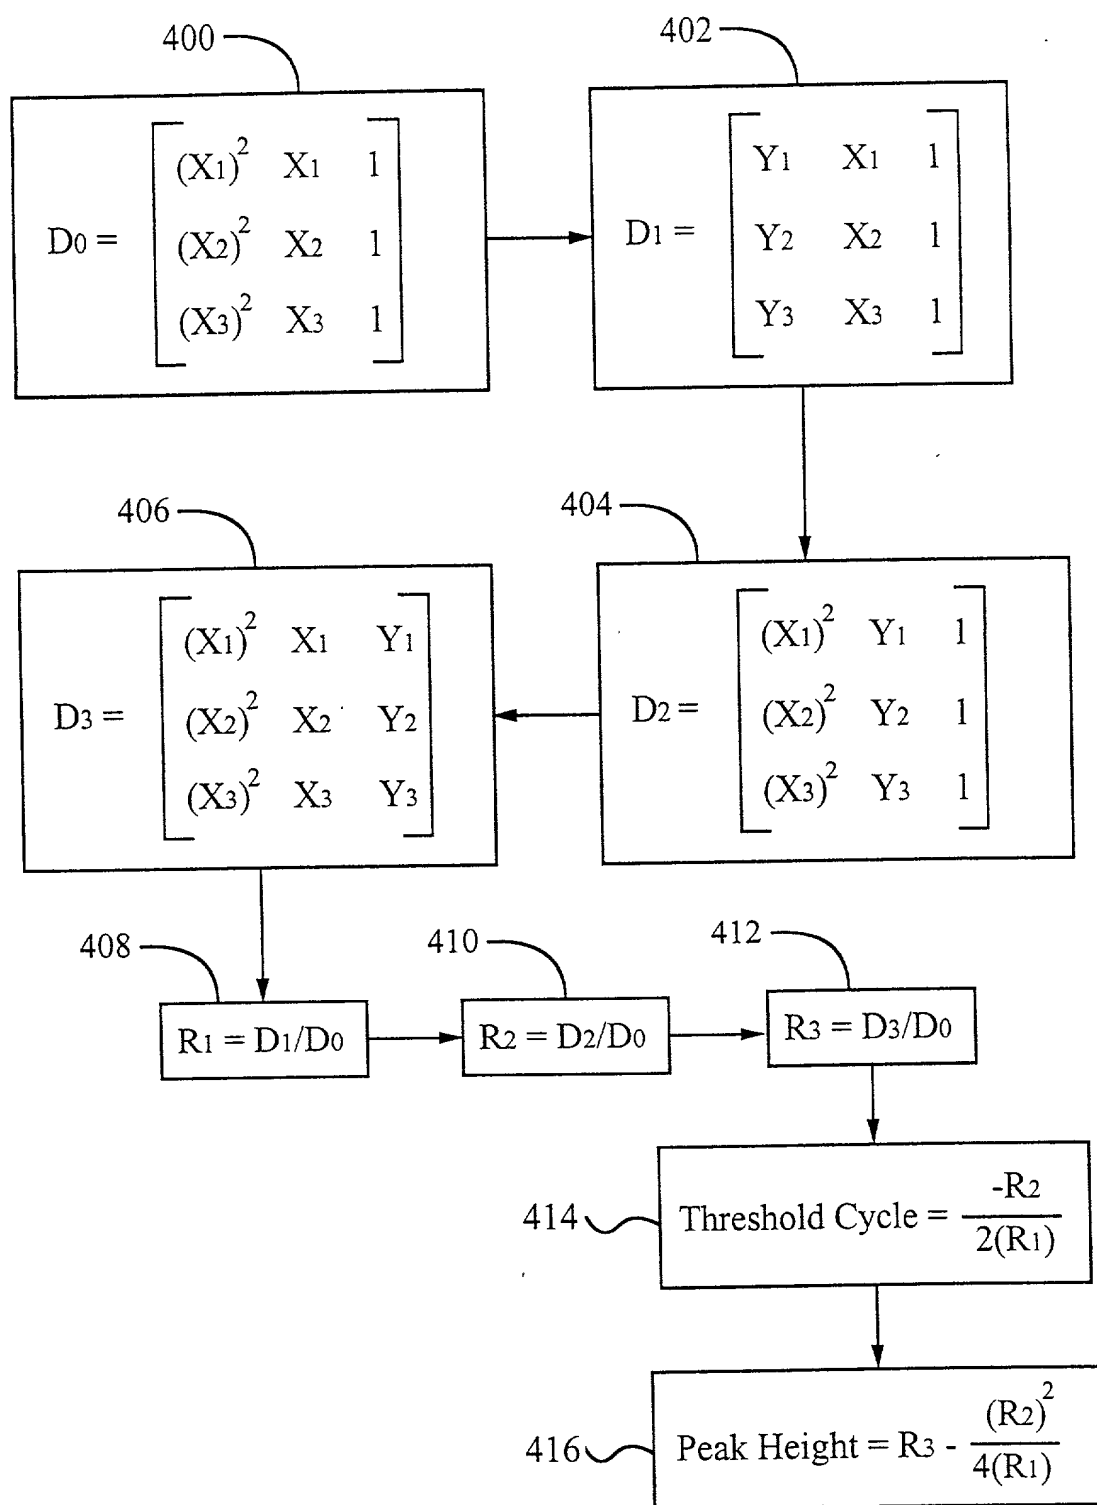 400
D0 =
(X1)² X1 1
(X2)² X2 1
(X3)² X3 1
402
D1 =
Y1 X1 1
Y2 X2 1
Y3 X3 1
406
D3 =
(X1)² X1 Y1
(X2)² X2 Y2
(X3)² X3 Y3
404
D2 =
(X1)² Y1 1
(X2)² Y2 1
(X3)² Y3 1
408
R1 = D1/D0
410
R2 = D2/D0
412
R3 = D3/D0
414
Threshold Cycle = -R2 / 2(R1)
416
Peak Height = R3 - (R2)² / 4(R1)